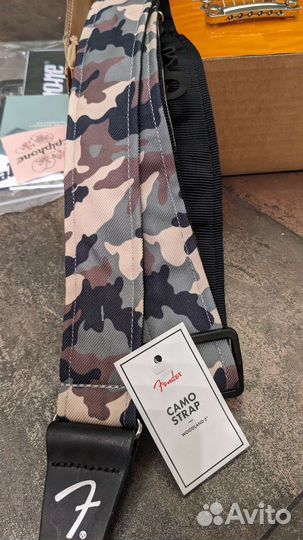 Epiphone
Fender
CAMO
STRAP
WOODLAND 2"
F
Avito